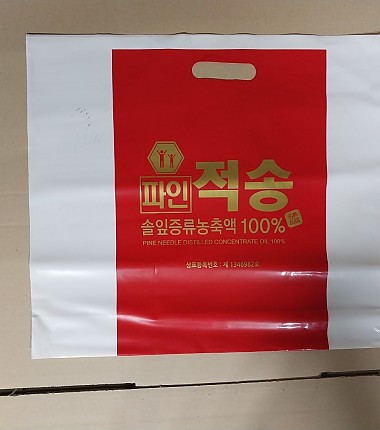 파인 적송
솔잎증류농축액 100%
PINE NEEDLE DISTILLED CONCENTRATE OIL 100%
상표등록번호 : 제 1346982호